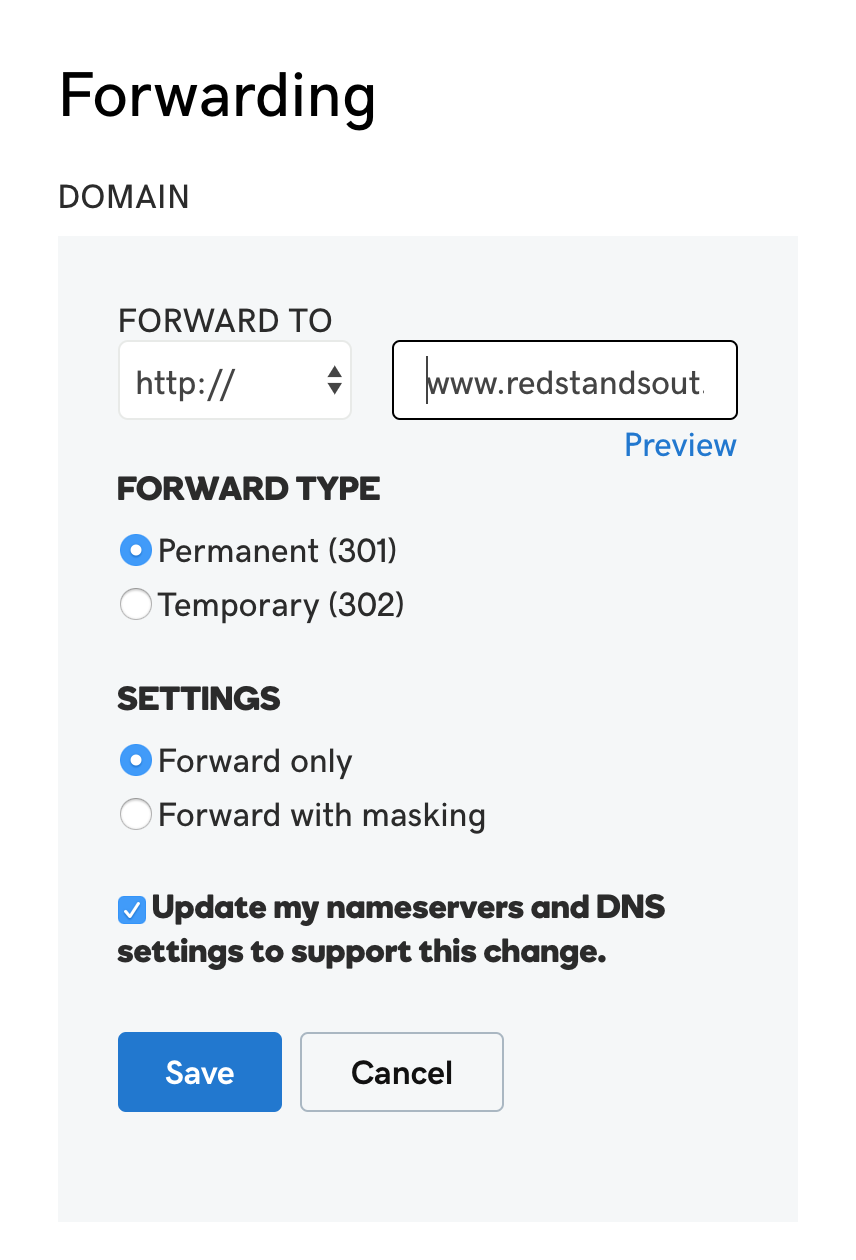 Forwarding
DOMAIN
FORWARD TO
http:// www.redstandsout.
Preview
FORWARD TYPE
Permanent (301)
Temporary (302)
SETTINGS
Forward only
Forward with masking
Update my nameservers and DNS
settings to support this change.
Save Cancel